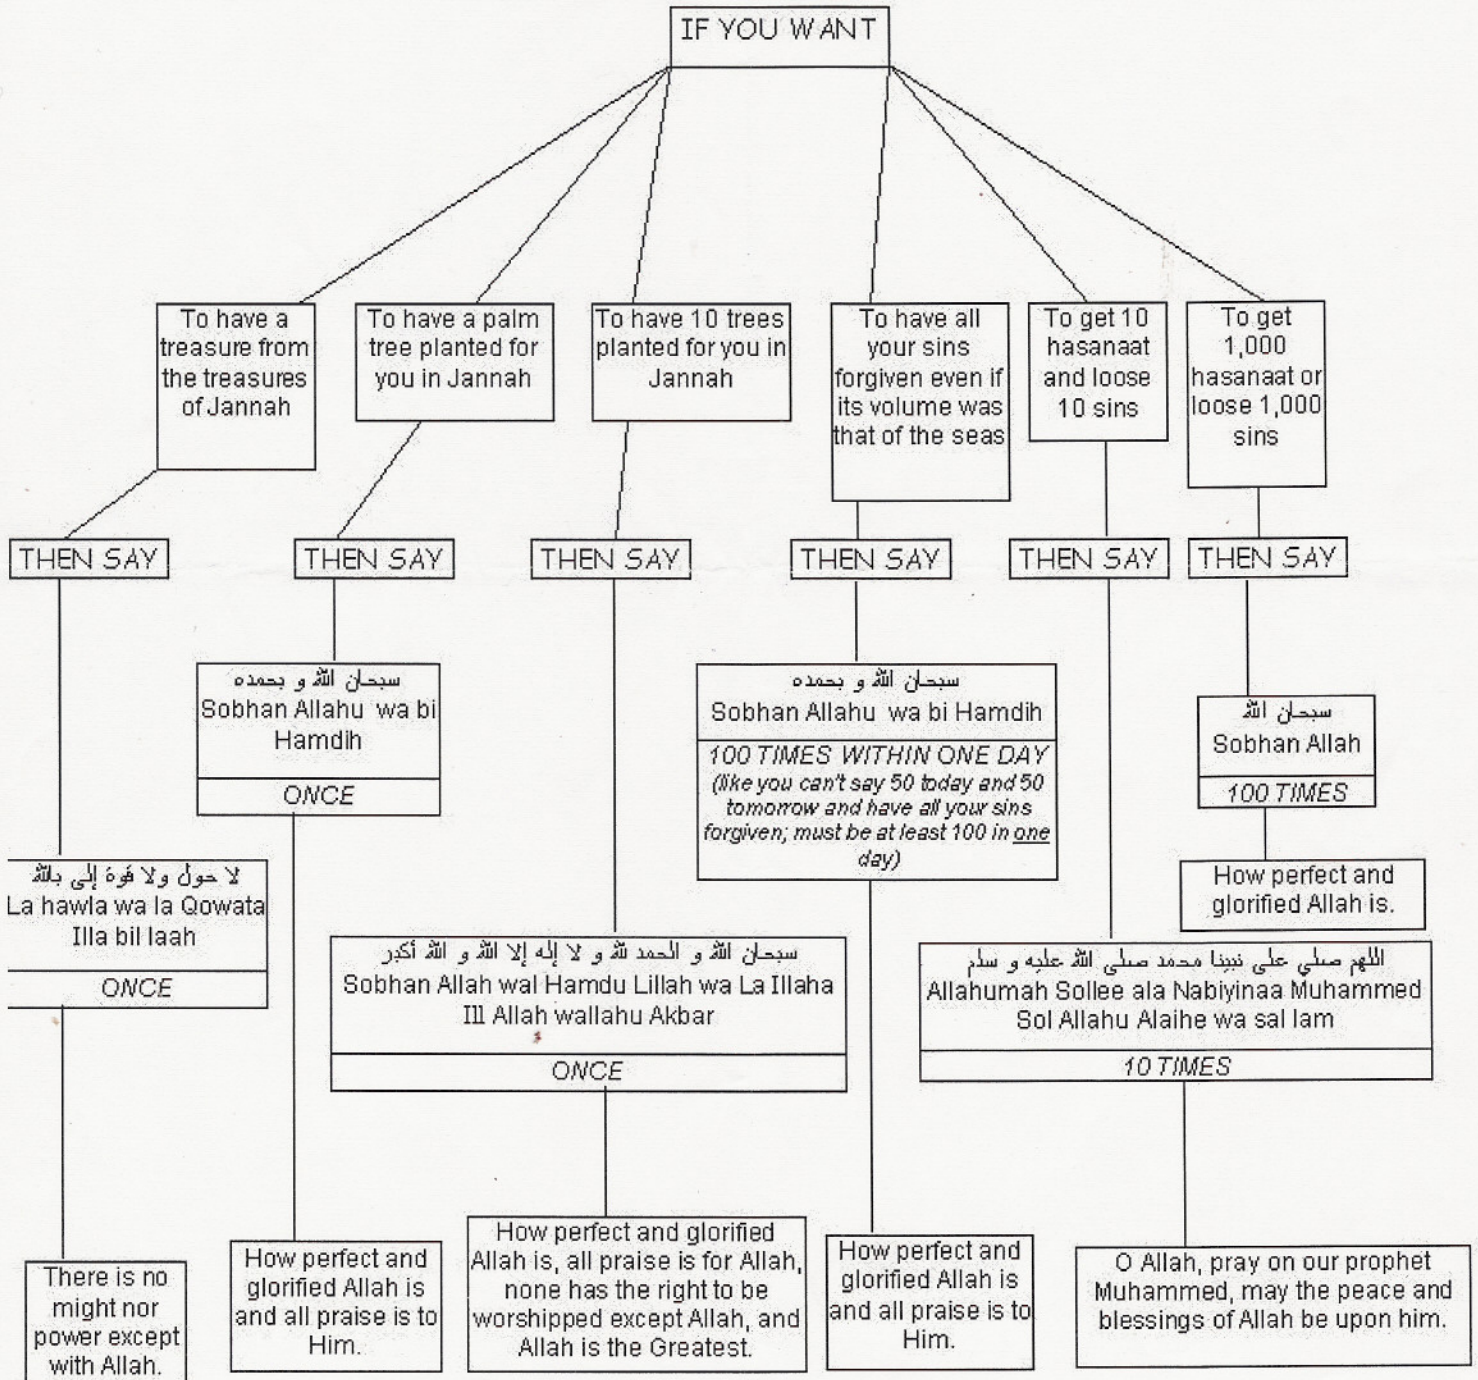 IF YOU WANT
To have a
treasure from
the treasures
of Jannah
To have a palm
tree planted for
you in Jannah
To have 10 trees
planted for you in
Jannah
To have all
your sins
forgiven even if
its volume was
that of the seas
To get 10
hasanaat
and loose
10 sins
To get
1,000
hasanaat or
loose 1,000
sins
THEN SAY
THEN SAY
THEN SAY
THEN SAY
THEN SAY
THEN SAY
لا حول ولا قوة إلى بالله
La hawla wa la Qowata
Illa bil laah
ONCE
سبحان الله و بحمده
Sobhan Allahu wa bi
Hamdih
ONCE
سبحان الله و الحمد لله و لا إله إلا الله و الله أكبر
Sobhan Allah wal Hamdu Lillah wa La Illaha
Ill Allah wallahu Akbar
ONCE
سبحان الله و بحمده
Sobhan Allahu wa bi Hamdih
100 TIMES WITHIN ONE DAY
(like you can't say 50 today and 50
tomorrow and have all your sins
forgiven; must be at least 100 in one
day)
اللهم صلي على نبينا محمد صلى الله عليه و سلم
Allahumah Sollee ala Nabiyinaa Muhammed
Sol Allahu Alaihe wa sal lam
10 TIMES
سبحان الله
Sobhan Allah
100 TIMES
There is no
might nor
power except
with Allah.
How perfect and
glorified Allah is
and all praise is to
Him.
How perfect and glorified
Allah is, all praise is for Allah,
none has the right to be
worshipped except Allah, and
Allah is the Greatest.
How perfect and
glorified Allah is
and all praise is to
Him.
O Allah, pray on our prophet
Muhammed, may the peace and
blessings of Allah be upon him.
How perfect and
glorified Allah is.